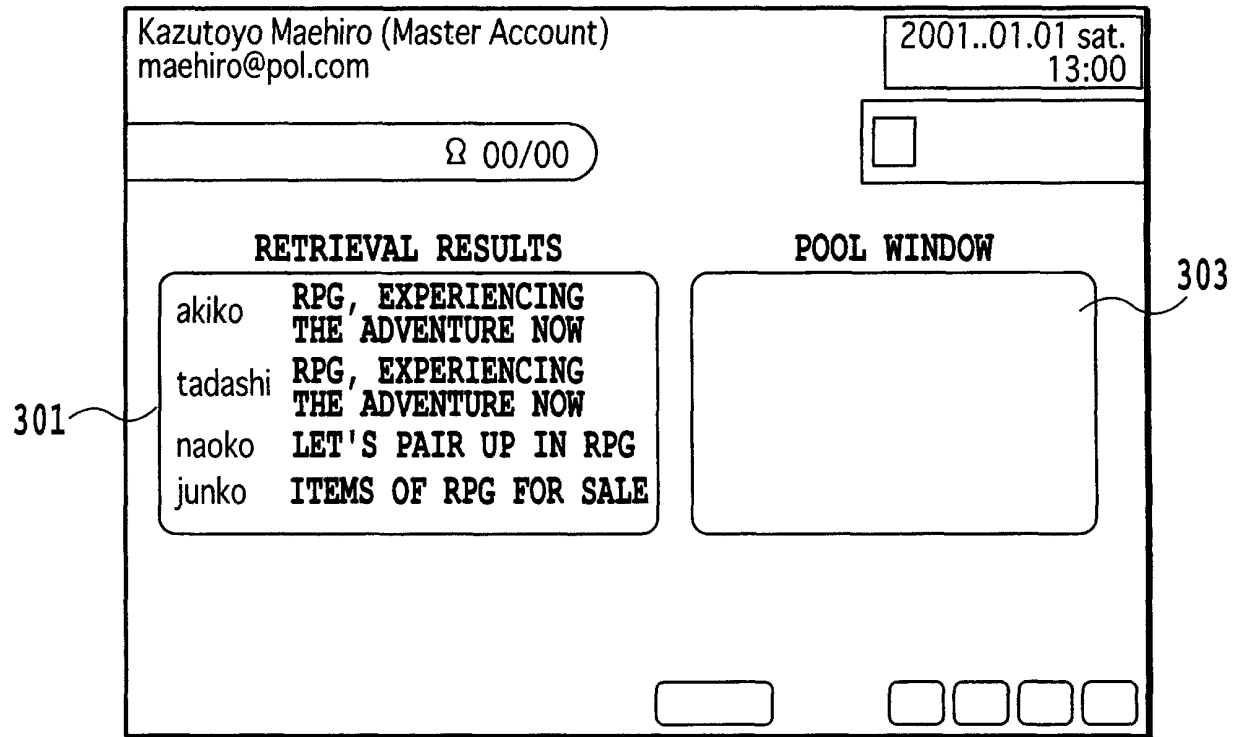 Kazutoyo Maehiro (Master Account)
maehiro@pol.com
2001..01.01 sat.
13:00
Ω 00/00
RETRIEVAL RESULTS
POOL WINDOW
303
akiko RPG, EXPERIENCING
THE ADVENTURE NOW
tadashi RPG, EXPERIENCING
THE ADVENTURE NOW
301
naoko LET'S PAIR UP IN RPG
junko ITEMS OF RPG FOR SALE